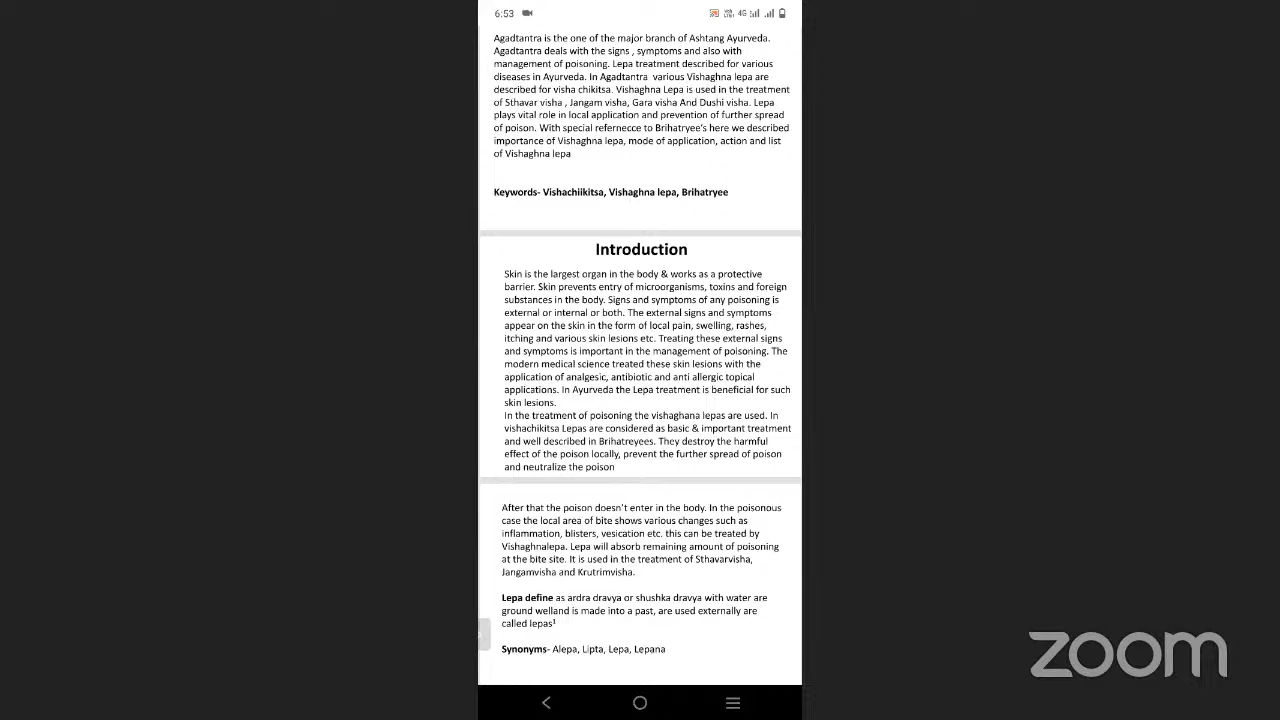 6:53
4G
Agadtantra is the one of the major branch of Ashtang Ayurveda.
Agadtantra deals with the signs , symptoms and also with
management of poisoning. Lepa treatment described for various
diseases in Ayurveda. In Agadtantra various Vishaghna lepa are
described for visha chikitsa. Vishaghna Lepa is used in the treatment
of Sthavar visha , Jangam visha, Gara visha And Dushi visha. Lepa
plays vital role in local application and prevention of further spread
of poison. With special refernecce to Brihatryee's here we described
importance of Vishaghna lepa, mode of application, action and list
of Vishaghna lepa
Keywords- Vishachiikitsa, Vishaghna lepa, Brihatryee
Introduction
Skin is the largest organ in the body & works as a protective
barrier. Skin prevents entry of microorganisms, toxins and foreign
substances in the body. Signs and symptoms of any poisoning is
external or internal or both. The external signs and symptoms
appear on the skin in the form of local pain, swelling, rashes,
itching and various skin lesions etc. Treating these external signs
and symptoms is important in the management of poisoning. The
modern medical science treated these skin lesions with the
application of analgesic, antibiotic and anti allergic topical
applications. In Ayurveda the Lepa treatment is beneficial for such
skin lesions.
In the treatment of poisoning the vishaghana lepas are used. In
vishachikitsa Lepas are considered as basic & important treatment
and well described in Brihatreyees. They destroy the harmful
effect of the poison locally, prevent the further spread of poison
and neutralize the poison
After that the poison doesn't enter in the body. In the poisonous
case the local area of bite shows various changes such as
inflammation, blisters, vesication etc. this can be treated by
Vishaghnalepa. Lepa will absorb remaining amount of poisoning
at the bite site. It is used in the treatment of Sthavarvisha,
Jangamvisha and Krutrimvisha.
Lepa define as ardra dravya or shushka dravya with water are
ground welland is made into a past, are used externally are
called lepas¹
Synonyms- Alepa, Lipta, Lepa, Lepana
zoom